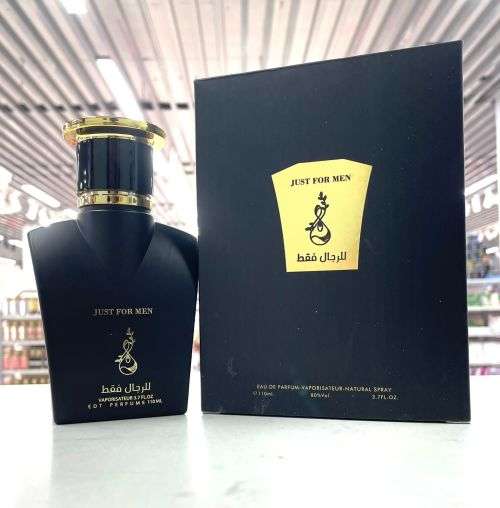 JUST FOR MEN
للرجال فقط
VAPORISATEUR 3.7 FL.OZ
EDT PERFUME 110ML
JUST FOR MEN
للرجال فقط
EAU DE PARFUM-VAPORISATEUR-NATURAL SPRAY
110ml. 80%Vol. 3.7FL.OZ.